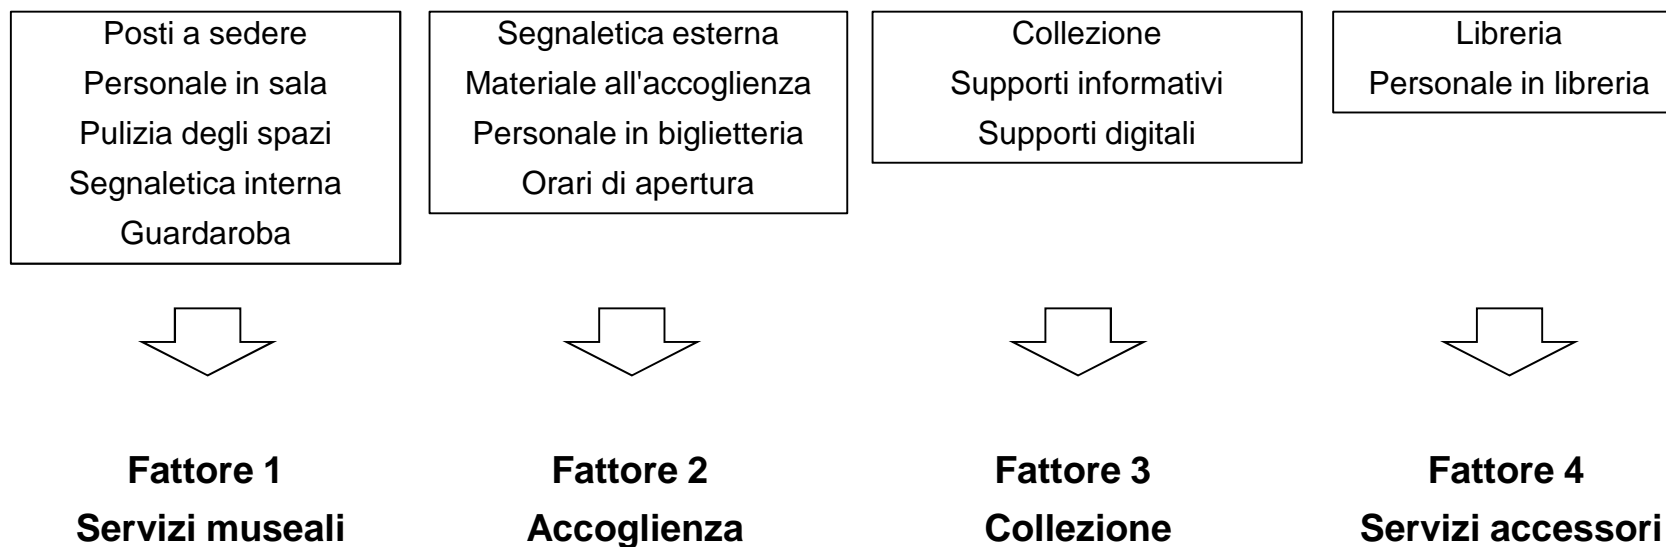 Posti a sedere
Personale in sala
Pulizia degli spazi
Segnaletica interna
Guardaroba
Segnaletica esterna
Materiale all'accoglienza
Personale in biglietteria
Orari di apertura
Collezione
Supporti informativi
Supporti digitali
Libreria
Personale in libreria
Fattore 1
Servizi museali
Fattore 2
Accoglienza
Fattore 3
Collezione
Fattore 4
Servizi accessori